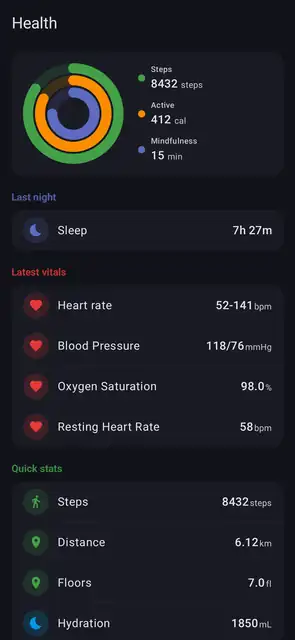 Health
Steps
8432 steps
Active
412 cal
Mindfulness
15 min
Last night
Sleep 7h 27m
Latest vitals
Heart rate 52-141bpm
Blood Pressure 118/76mmHg
Oxygen Saturation 98.0%
Resting Heart Rate 58bpm
Quick stats
Steps 8432steps
Distance 6.12km
Floors 7.0fl
Hydration 1850mL